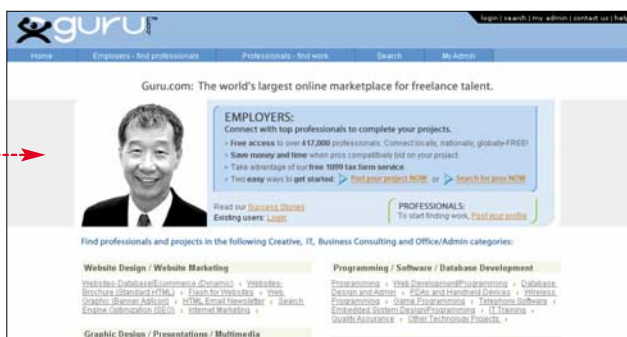 guru.com
login | search | my admin | contact us | help
Home Employers - find professionals Professionals - find work Search My Admin
Guru.com: The world's largest online marketplace for freelance talent.
EMPLOYERS:
Connect with top professionals to complete your projects.
» Free access to over 417,000 professionals. Connect locally, nationally, globally-FREE!
» Save money and time when pros competitively bid on your project
» Take advantage of our free 1099 tax form service
» Two easy ways to get started: Post your project NOW or Search for pros NOW
Read our Success Stories
Existing users: Login
PROFESSIONALS:
To start finding work, Post your profile
Find professionals and projects in the following Creative, IT, Business Consulting and Office/Admin categories:
Website Design / Website Marketing
Websites-Database/Ecommerce (Dynamic) Websites-
Brochure (Standard HTML) Flash for Websites Web
Graphic (Banner Ad/Icon) HTML Email Newsletter Search
Engine Optimization (SEO) Internet Marketing
Programming / Software / Database Development
Programming Web Development/Programming Database
Design and Admin PDAs and Handheld Devices Wireless
Programming Game Programming Telephony Software
Embedded System Design/Programming IT Training
Quality Assurance Other Technology Projects
Graphic Design / Presentations / Multimedia